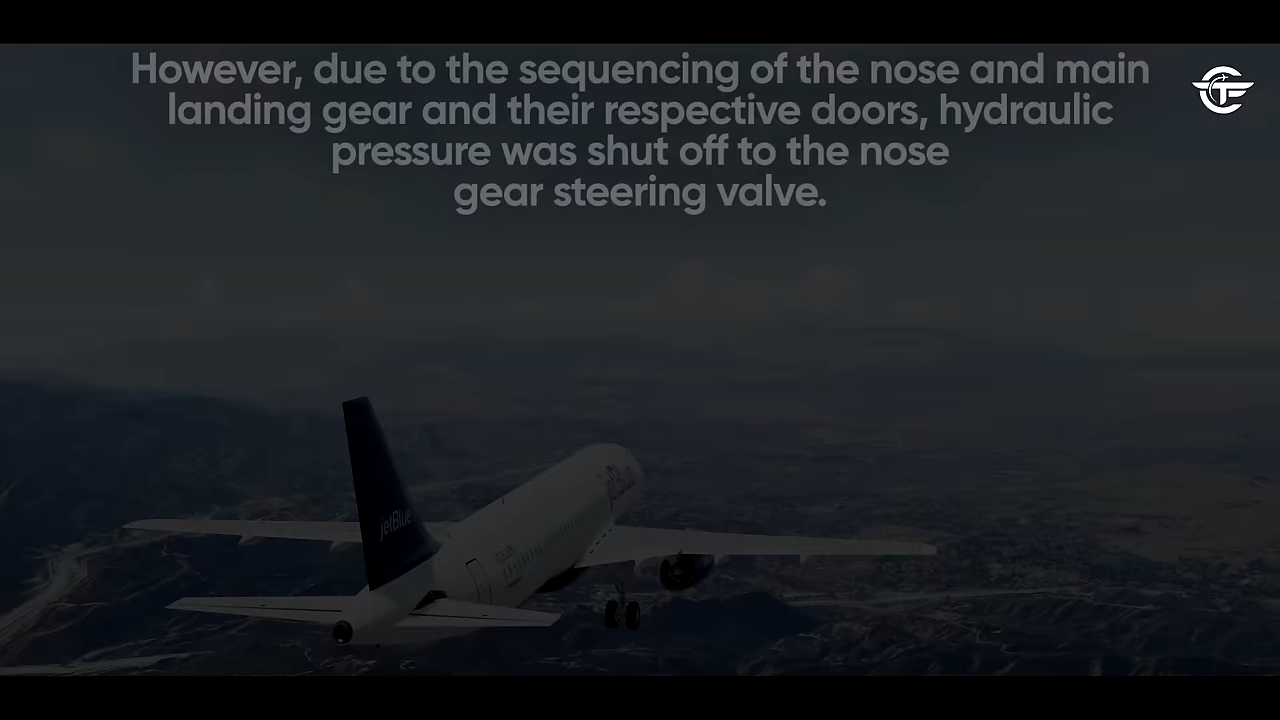 However, due to the sequencing of the nose and main
landing gear and their respective doors, hydraulic
pressure was shut off to the nose
gear steering valve.
jetBlue